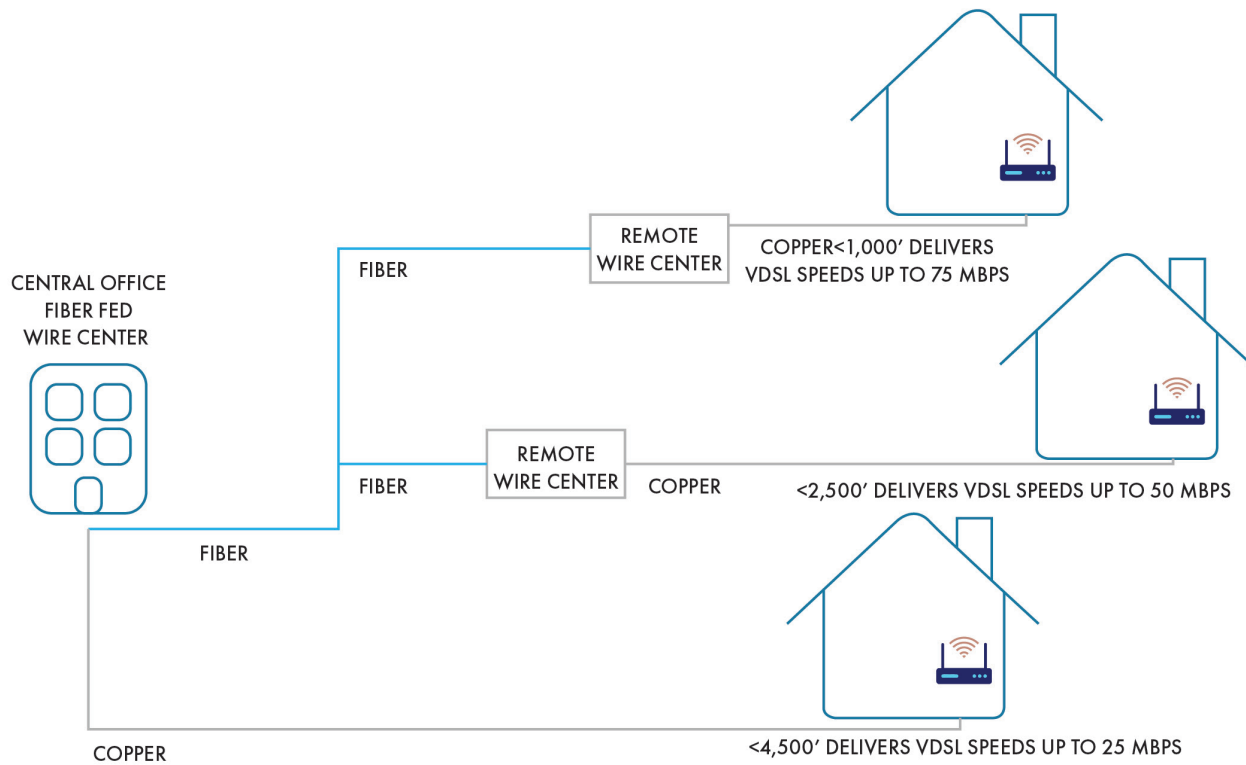 REMOTE
WIRE CENTER
COPPER<1,000’ DELIVERS
VDSL SPEEDS UP TO 75 MBPS
FIBER
CENTRAL OFFICE
FIBER FED
WIRE CENTER
REMOTE
WIRE CENTER
FIBER
COPPER
<2,500’ DELIVERS VDSL SPEEDS UP TO 50 MBPS
FIBER
COPPER
<4,500’ DELIVERS VDSL SPEEDS UP TO 25 MBPS